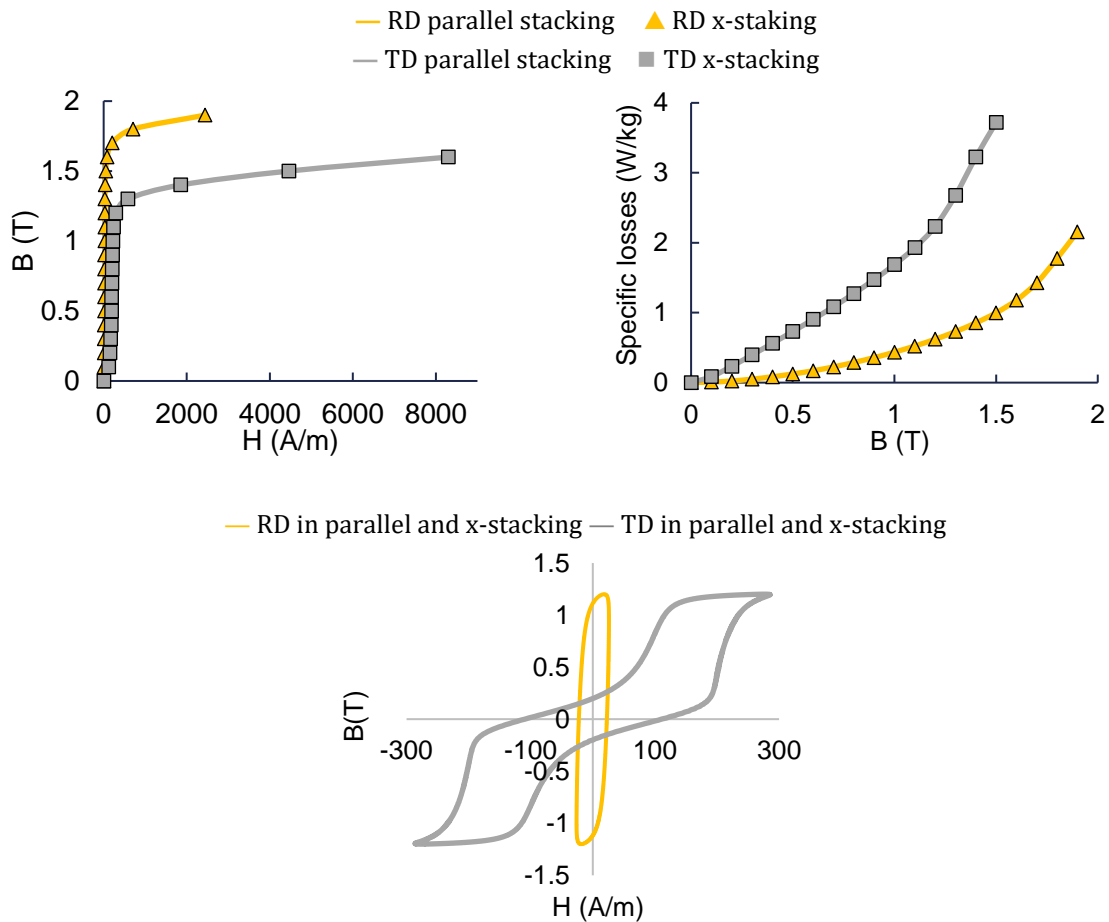 RD parallel stacking RD x-staking
TD parallel stacking TD x-stacking
B (T)
2
1.5
1
0.5
0
0 2000 4000 6000 8000
H (A/m)
Specific losses (W/kg)
4
3
2
1
0
0 0.5 1 1.5 2
B (T)
RD in parallel and x-stacking TD in parallel and x-stacking
B(T)
1.5
1
0.5
0
-300 -100 100 300
-0.5
-1
-1.5
H (A/m)